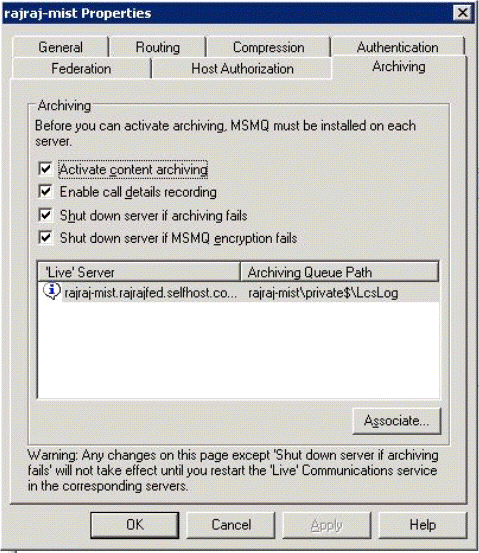 rajraj-mist Properties
General Routing Compression Authentication
Federation Host Authorization Archiving
Archiving
Before you can activate archiving, MSMQ must be installed on each
server.
Activate content archiving
Enable call details recording
Shut down server if archiving fails
Shut down server if MSMQ encryption fails
'Live' Server Archiving Queue Path
rajraj-mist.rajrajfed.selfhost.co... rajraj-mist\private$\LcsLog
Associate...
Warning: Any changes on this page except 'Shut down server if archiving
fails' will not take effect until you restart the 'Live' Communications service
in the corresponding servers.
OK Cancel Apply Help